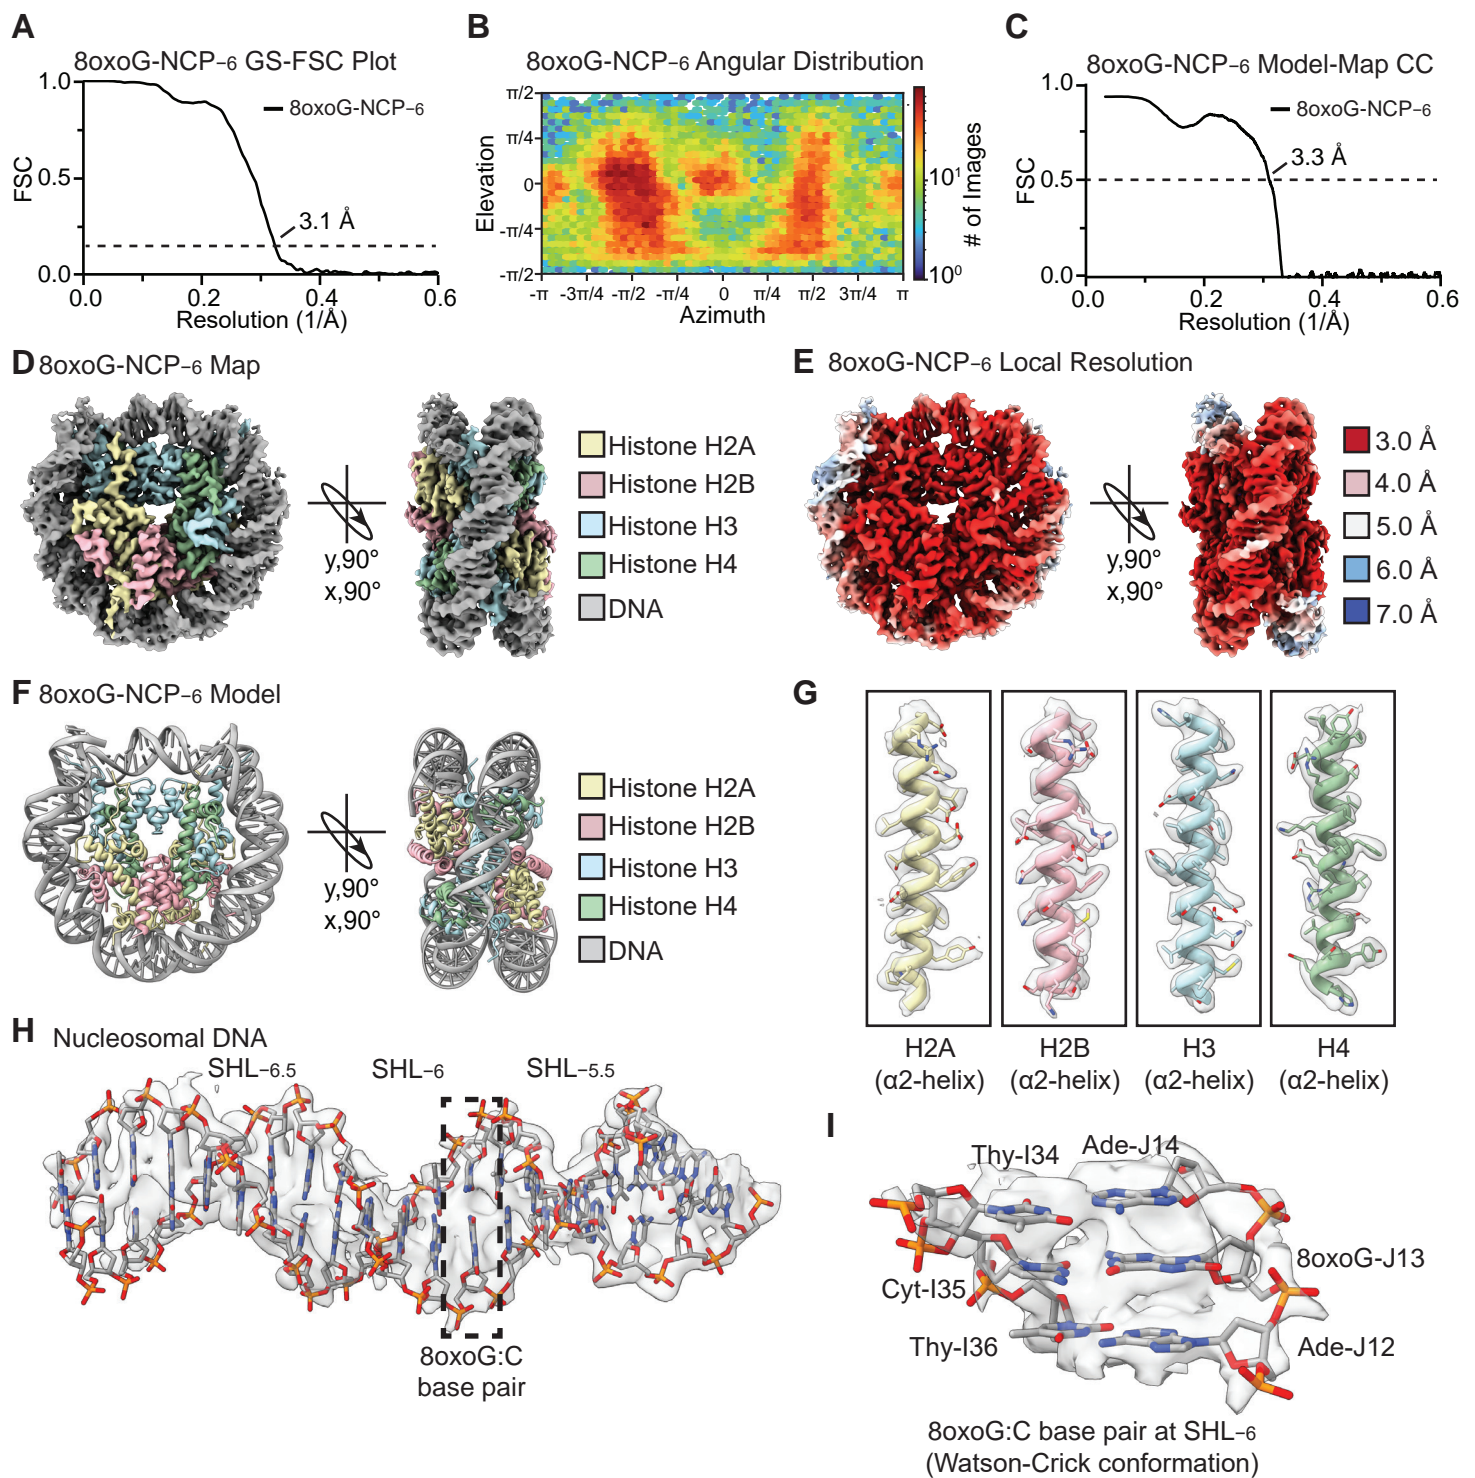 A
8oxoG-NCP-6 GS-FSC Plot
1.0
0.5
0.0
FSC
8oxoG-NCP-6
3.1 Å
0.0 0.2 0.4 0.6
Resolution (1/Å)
B
8oxoG-NCP-6 Angular Distribution
π/2
π/4
0
-π/4
-π/2
Elevation
-π -3π/4 -π/2 -π/4 0 π/4 π/2 3π/4 π
Azimuth
10¹
10⁰
# of Images
C
8oxoG-NCP-6 Model-Map CC
1.0
0.5
0.0
FSC
8oxoG-NCP-6
3.3 Å
0.0 0.2 0.4 0.6
Resolution (1/Å)
D 8oxoG-NCP-6 Map
y,90°
x,90°
Histone H2A
Histone H2B
Histone H3
Histone H4
DNA
E 8oxoG-NCP-6 Local Resolution
y,90°
x,90°
3.0 Å
4.0 Å
5.0 Å
6.0 Å
7.0 Å
F 8oxoG-NCP-6 Model
y,90°
x,90°
Histone H2A
Histone H2B
Histone H3
Histone H4
DNA
G
H2A
(α2-helix)
H2B
(α2-helix)
H3
(α2-helix)
H4
(α2-helix)
H Nucleosomal DNA
SHL-6.5
SHL-6
SHL-5.5
8oxoG:C
base pair
I
Thy-I34
Ade-J14
Cyt-I35
8oxoG-J13
Thy-I36
Ade-J12
8oxoG:C base pair at SHL-6
(Watson-Crick conformation)